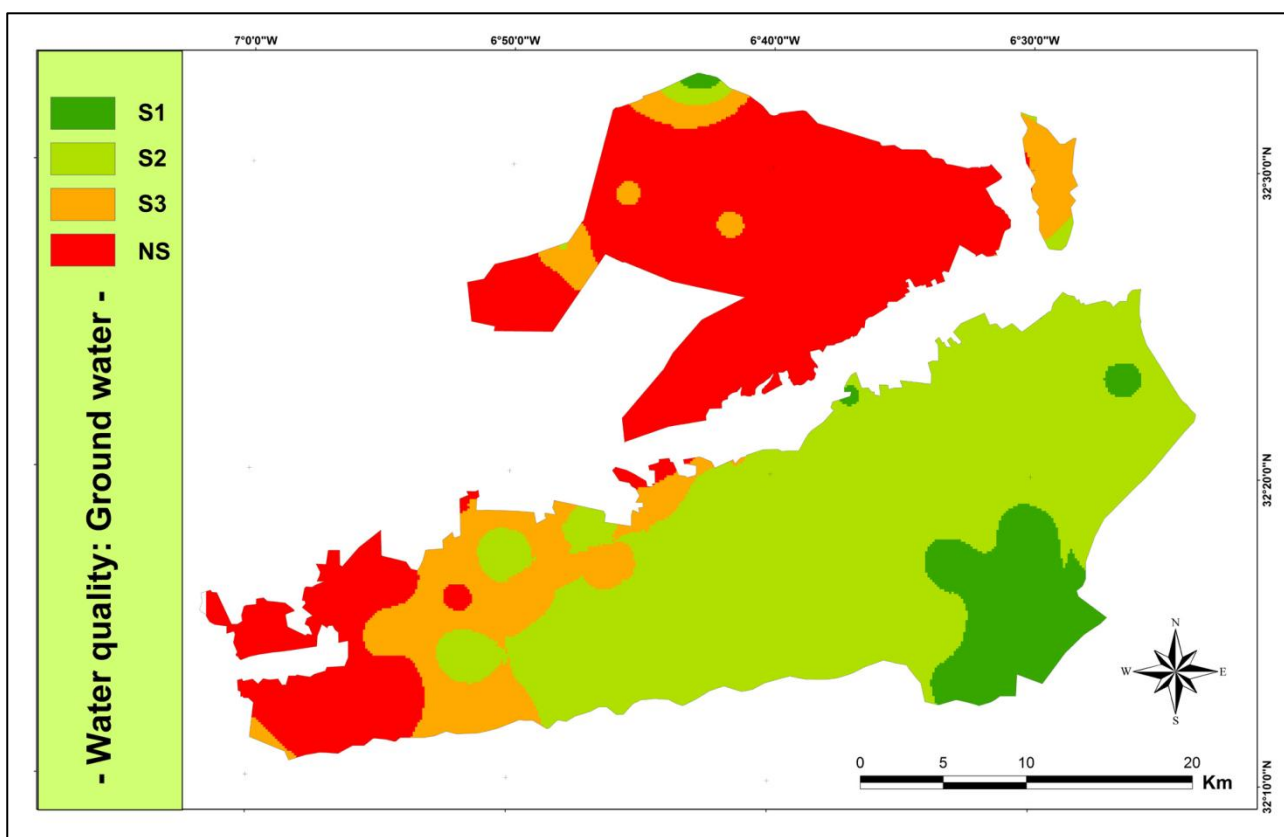 7°0'0"W 6°50'0"W 6°40'0"W 6°30'0"W
S1
S2
S3
NS
- Water quality: Ground water -
32°30'0"N
32°20'0"N
32°10'0"N
N
W E
S
0 5 10 20
Km